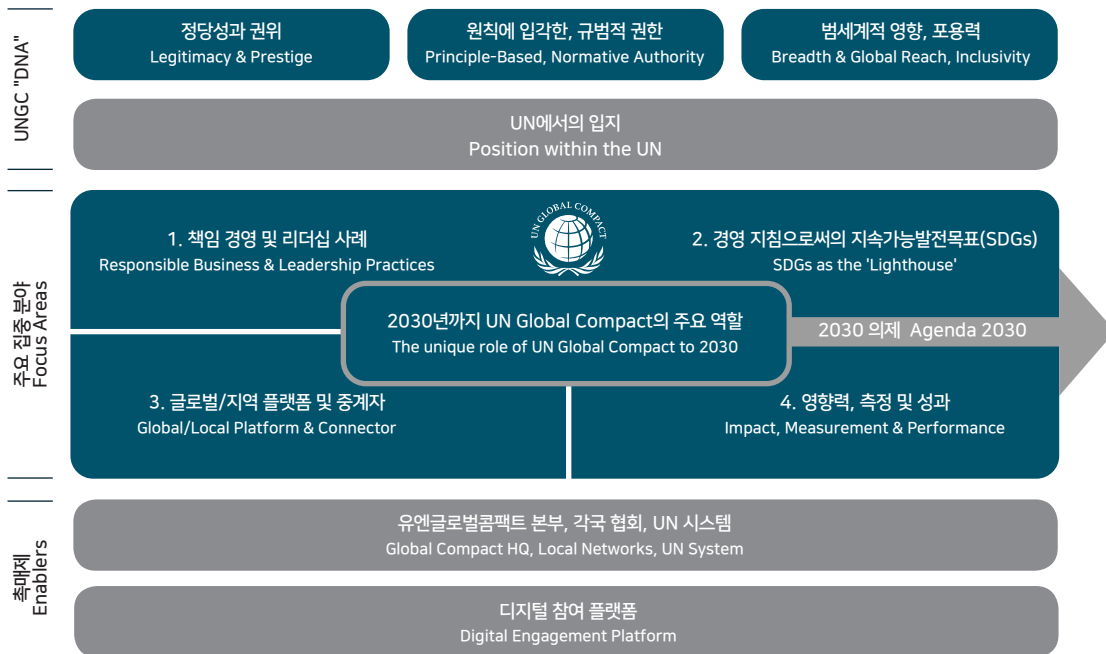 UNGC "DNA"
정당성과 권위
Legitimacy & Prestige
원칙에 입각한, 규범적 권한
Principle-Based, Normative Authority
범세계적 영향, 포용력
Breadth & Global Reach, Inclusivity
UN에서의 입지
Position within the UN
주요 집중 분야
Focus Areas
UN GLOBAL COMPACT
1. 책임 경영 및 리더십 사례
Responsible Business & Leadership Practices
2. 경영 지침으로써의 지속가능발전목표(SDGs)
SDGs as the 'Lighthouse'
2030년까지 UN Global Compact의 주요 역할
The unique role of UN Global Compact to 2030
2030 의제 Agenda 2030
3. 글로벌/지역 플랫폼 및 중계자
Global/Local Platform & Connector
4. 영향력, 측정 및 성과
Impact, Measurement & Performance
촉매제
Enablers
유엔글로벌콤팩트 본부, 각국 협회, UN 시스템
Global Compact HQ, Local Networks, UN System
디지털 참여 플랫폼
Digital Engagement Platform